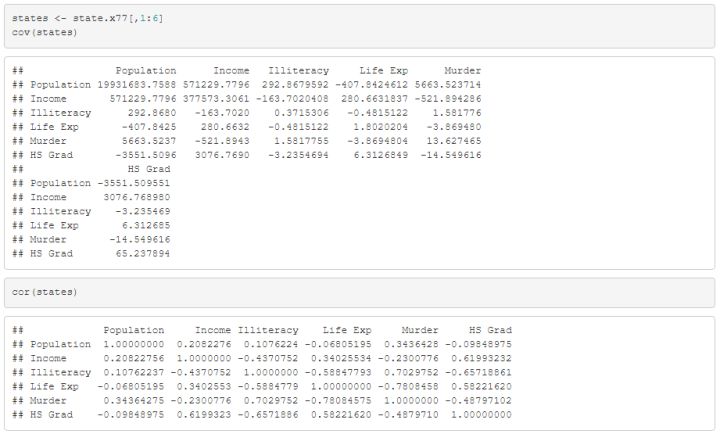 states <- state.x77[,1:6]
cov(states)
## Population Income Illiteracy Life Exp Murder
## Population 19931683.7588 571229.7796 292.8679592 -407.8424612 5663.523714
## Income 571229.7796 377573.3061 -163.7020408 280.6631837 -521.894286
## Illiteracy 292.8680 -163.7020 0.3715306 -0.4815122 1.581776
## Life Exp -407.8425 280.6632 -0.4815122 1.8020204 -3.869480
## Murder 5663.5237 -521.8943 1.5817755 -3.8694804 13.627465
## HS Grad -3551.5096 3076.7690 -3.2354694 6.3126849 -14.549616
## HS Grad
## Population -3551.509551
## Income 3076.768980
## Illiteracy -3.235469
## Life Exp 6.312685
## Murder -14.549616
## HS Grad 65.237894
cor(states)
## Population Income Illiteracy Life Exp Murder HS Grad
## Population 1.00000000 0.2082276 0.1076224 -0.06805195 0.3436428 -0.09848975
## Income 0.20822756 1.0000000 -0.4370752 0.34025534 -0.2300776 0.61993232
## Illiteracy 0.10762237 -0.4370752 1.0000000 -0.58847793 0.7029752 -0.65718861
## Life Exp -0.06805195 0.3402553 -0.5884779 1.00000000 -0.7808458 0.58221620
## Murder 0.34364275 -0.2300776 0.7029752 -0.78084575 1.0000000 -0.48797102
## HS Grad -0.09848975 0.6199323 -0.6571886 0.58221620 -0.4879710 1.00000000